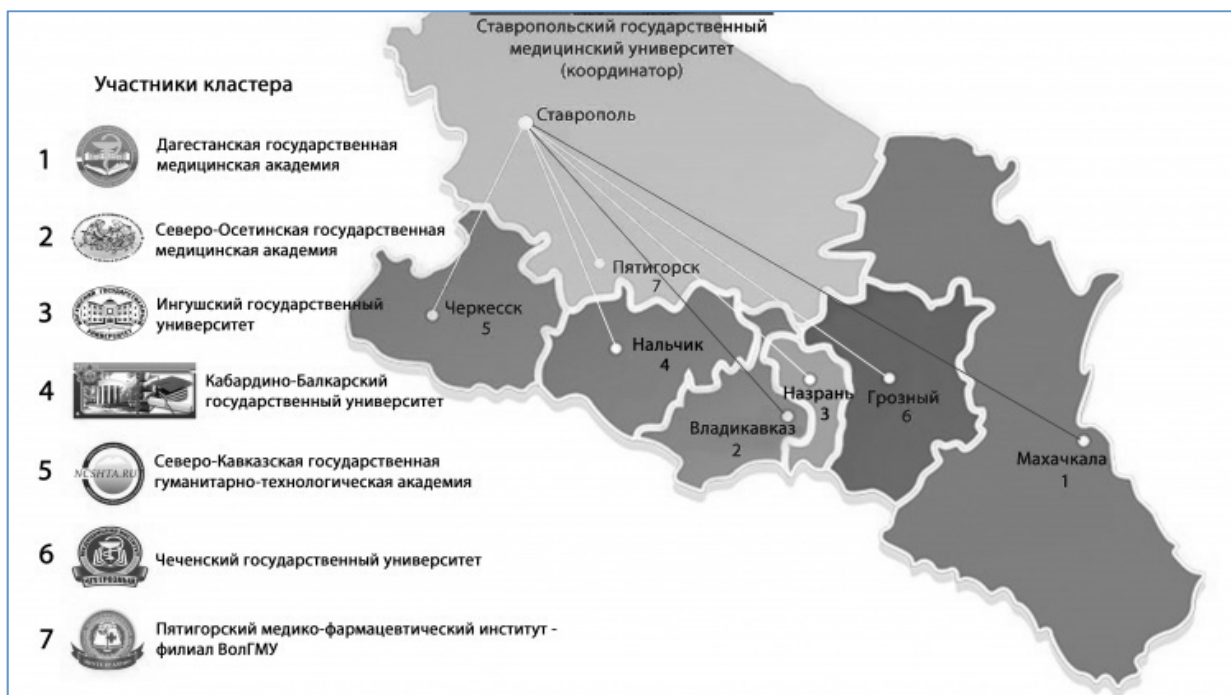 Ставропольский государственный
медицинский университет
(координатор)
Участники кластера
1
Дагестанская государственная
медицинская академия
2
Северо-Осетинская государственная
медицинская академия
3
Ингушский государственный
университет
4
Кабардино-Балкарский
государственный университет
5
NCSHTA.RU
Северо-Кавказская государственная
гуманитарно-технологическая академия
6
Чеченский государственный университет
7
Пятигорский медико-фармацевтический институт -
филиал ВолГМУ
Ставрополь
Пятигорск
7
Черкесск
5
Нальчик
4
Назрань
3
Грозный
6
Владикавказ
2
Махачкала
1